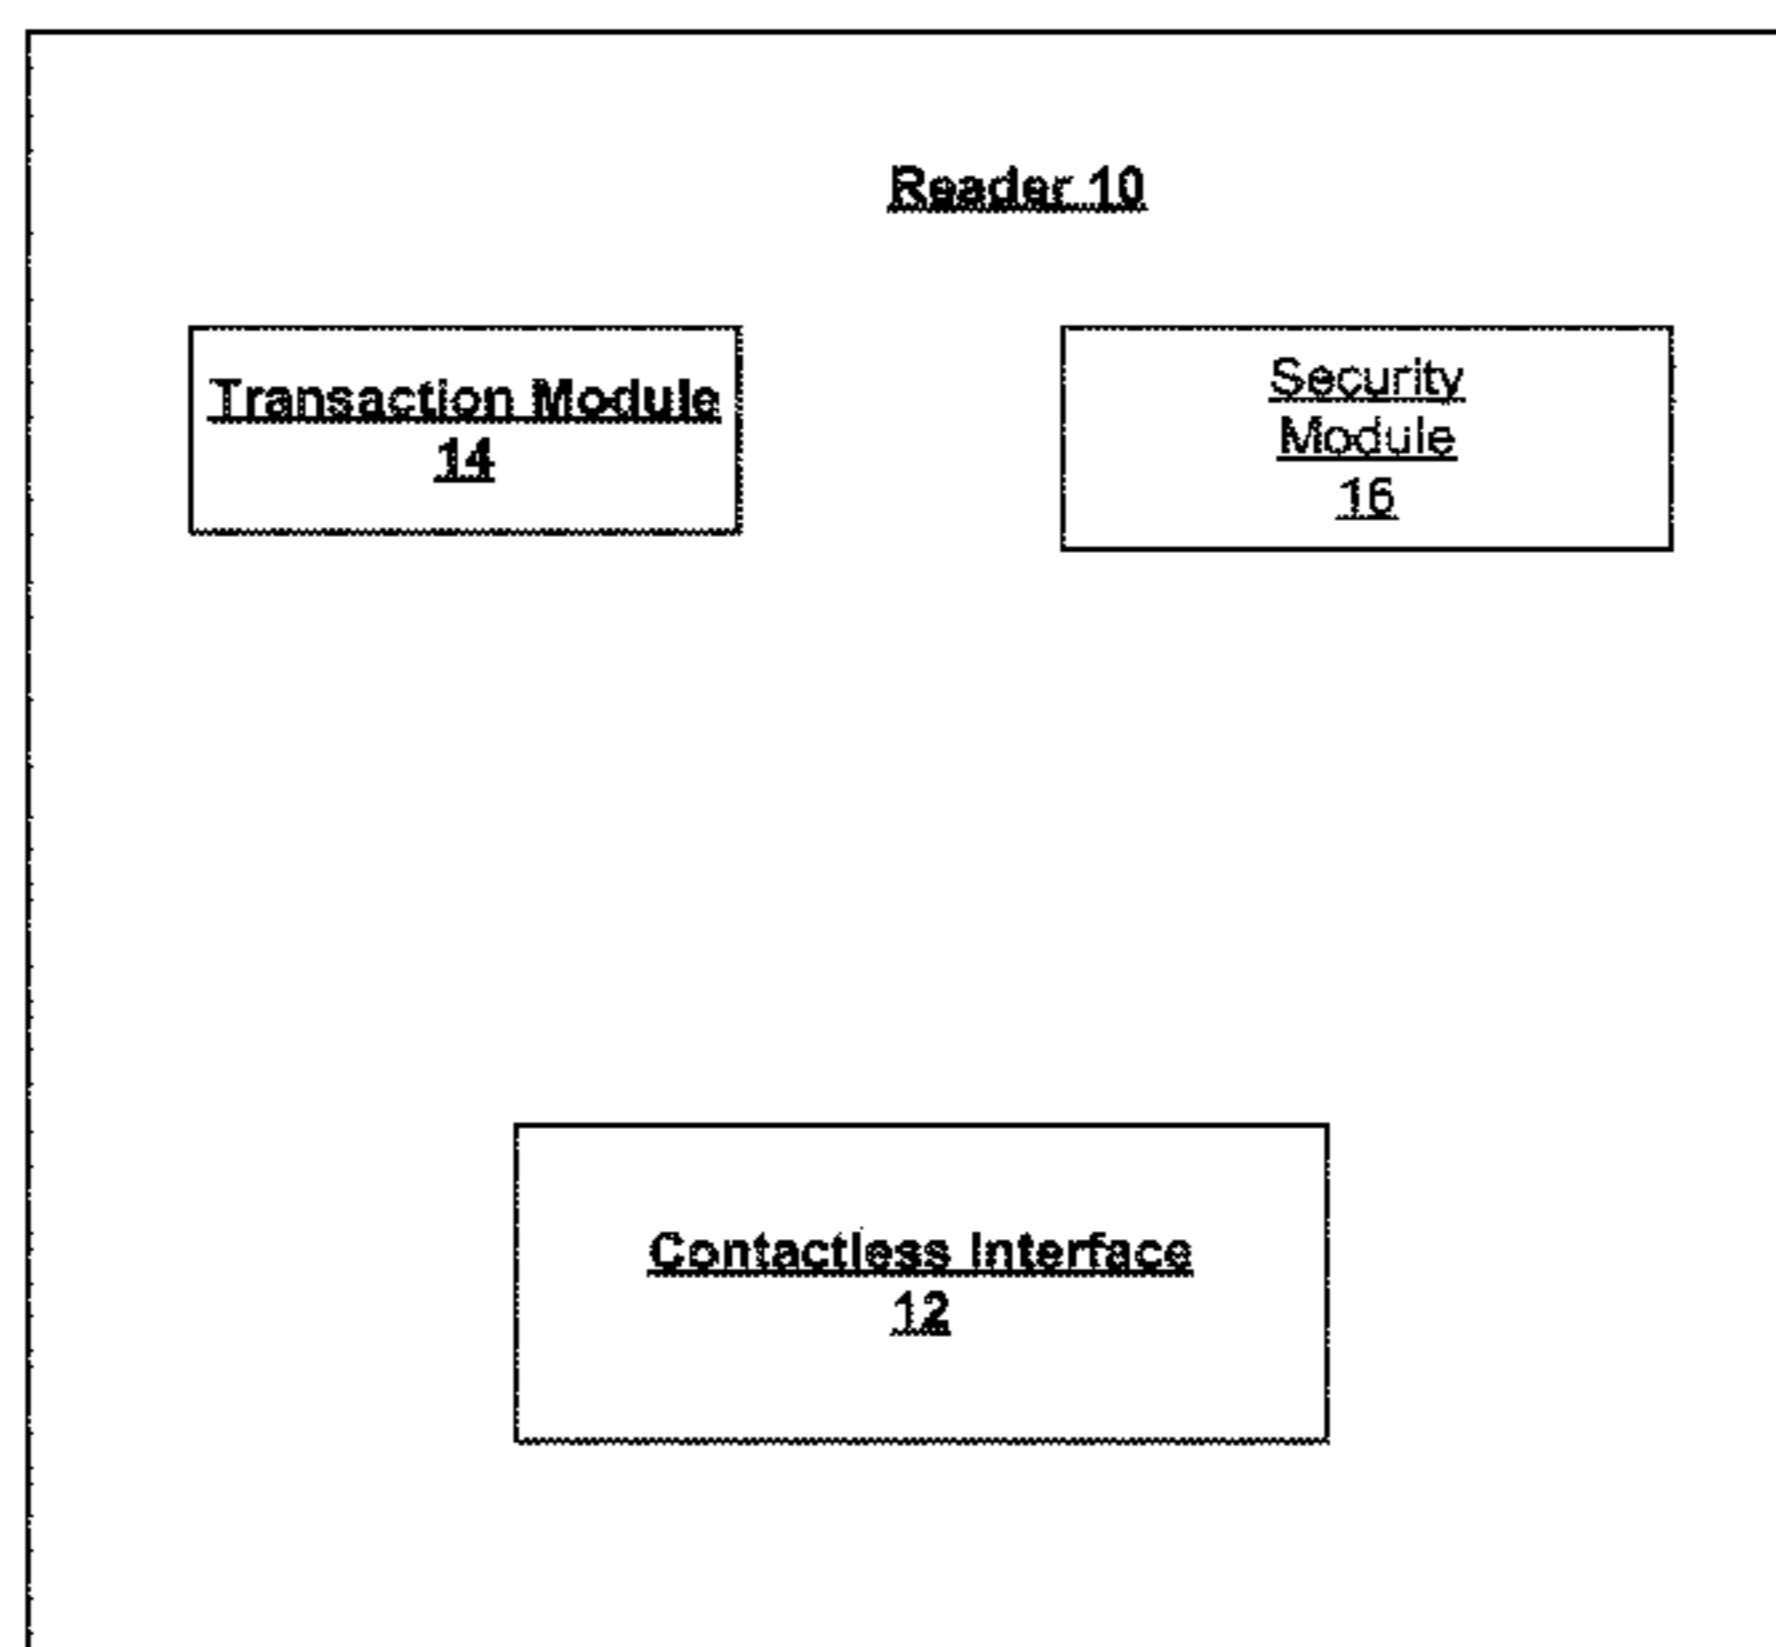 Reader 10
Transaction Module
14
Security
Module
16
Contactless Interface
12